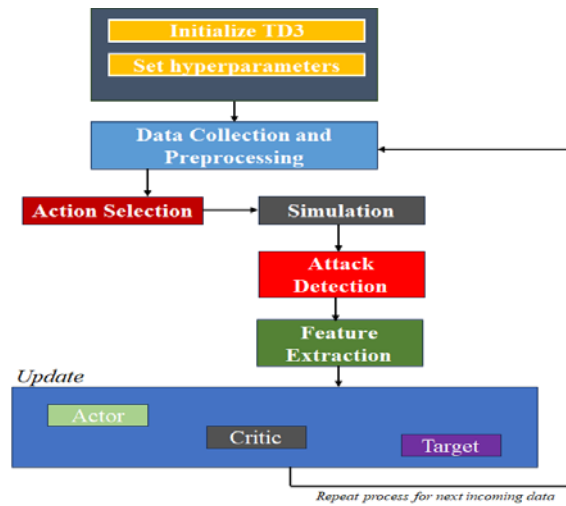 Initialize TD3
Set hyperparameters
Data Collection and
Preprocessing
Action Selection
Simulation
Attack
Detection
Feature
Extraction
Update
Actor
Critic
Target
Repeat process for next incoming data